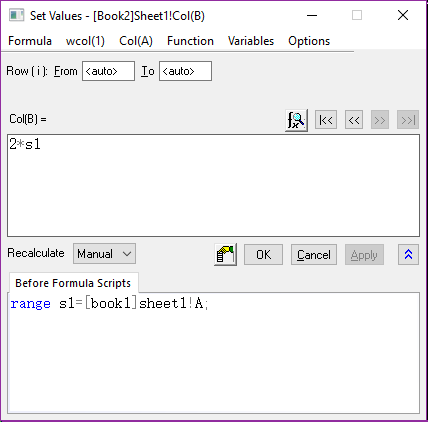 Set Values - [Book2]Sheet1!Col(B)
Formula wcol(1) Col(A) Function Variables Options
Row ( i ): From <auto> To <auto>
Col(B) =
|<< << >> >>|
2*s1
Recalculate Manual OK Cancel Apply
Before Formula Scripts
range s1=[book1]sheet1!A;